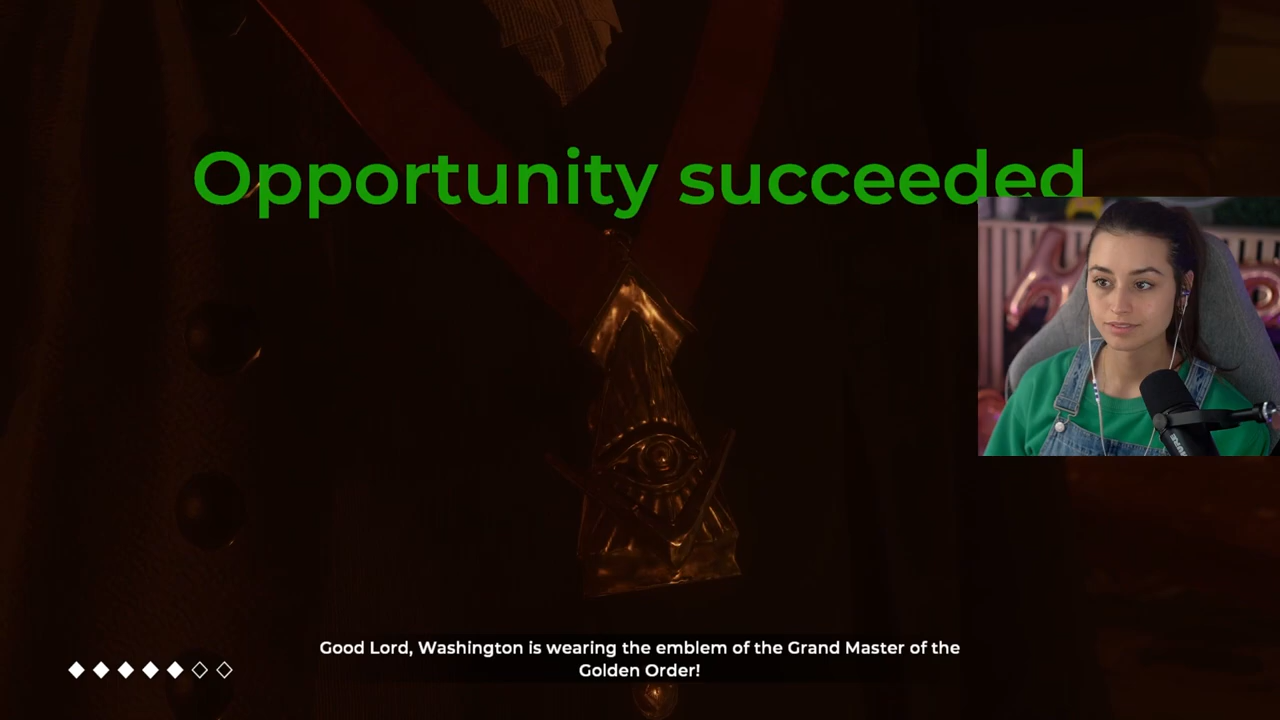 Opportunity succeeded
Good Lord, Washington is wearing the emblem of the Grand Master of the
Golden Order!